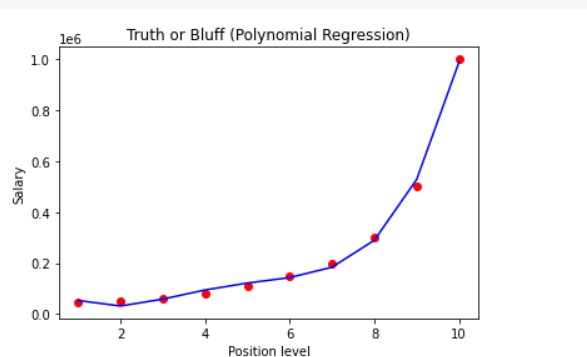 Truth or Bluff (Polynomial Regression)
1e6
1.0
0.8
0.6
0.4
0.2
0.0
Salary
2 4 6 8 10
Position level